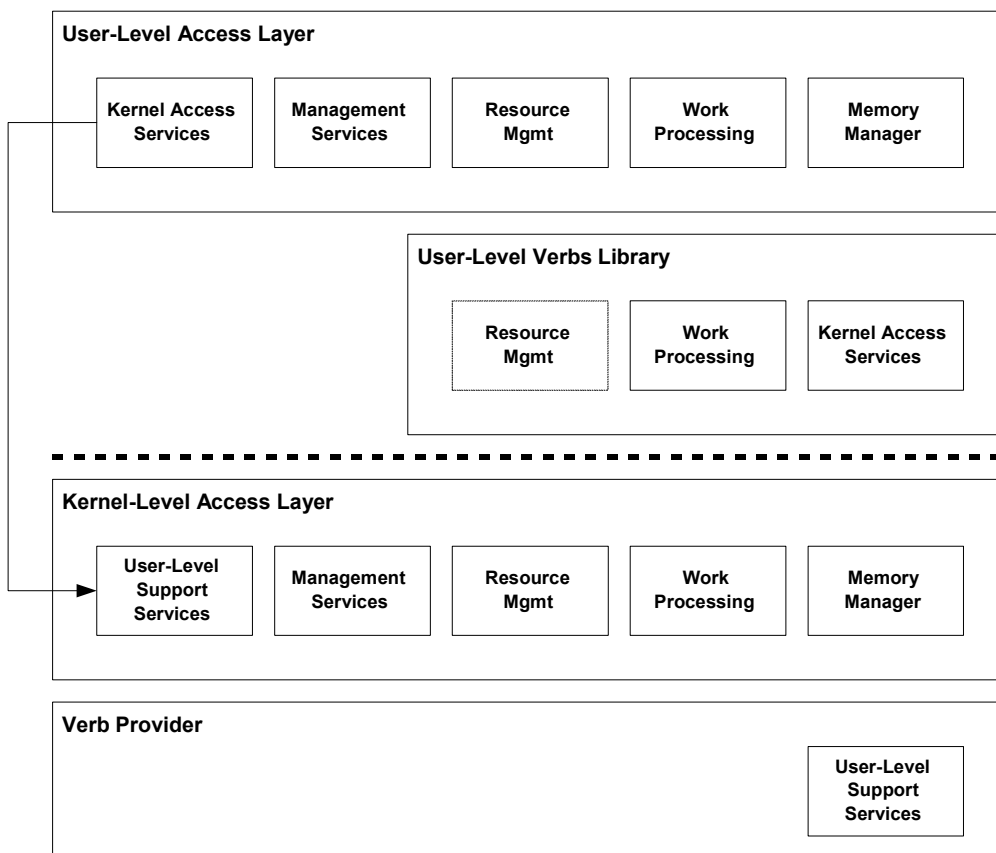 User-Level Access Layer
Kernel Access
Services
Management
Services
Resource
Mgmt
Work
Processing
Memory
Manager
User-Level Verbs Library
Resource
Mgmt
Work
Processing
Kernel Access
Services
Kernel-Level Access Layer
User-Level
Support
Services
Management
Services
Resource
Mgmt
Work
Processing
Memory
Manager
Verb Provider
User-Level
Support
Services